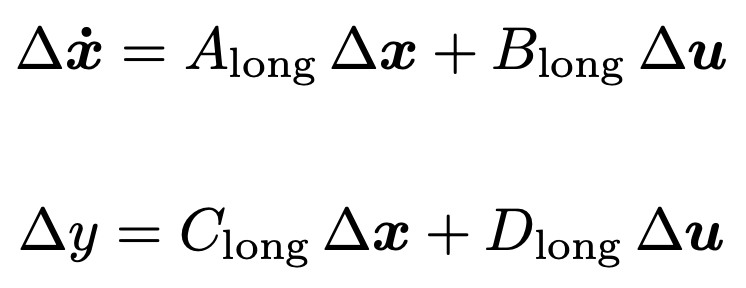 Δẋ = A_long Δx + B_long Δu
Δy = C_long Δx + D_long Δu